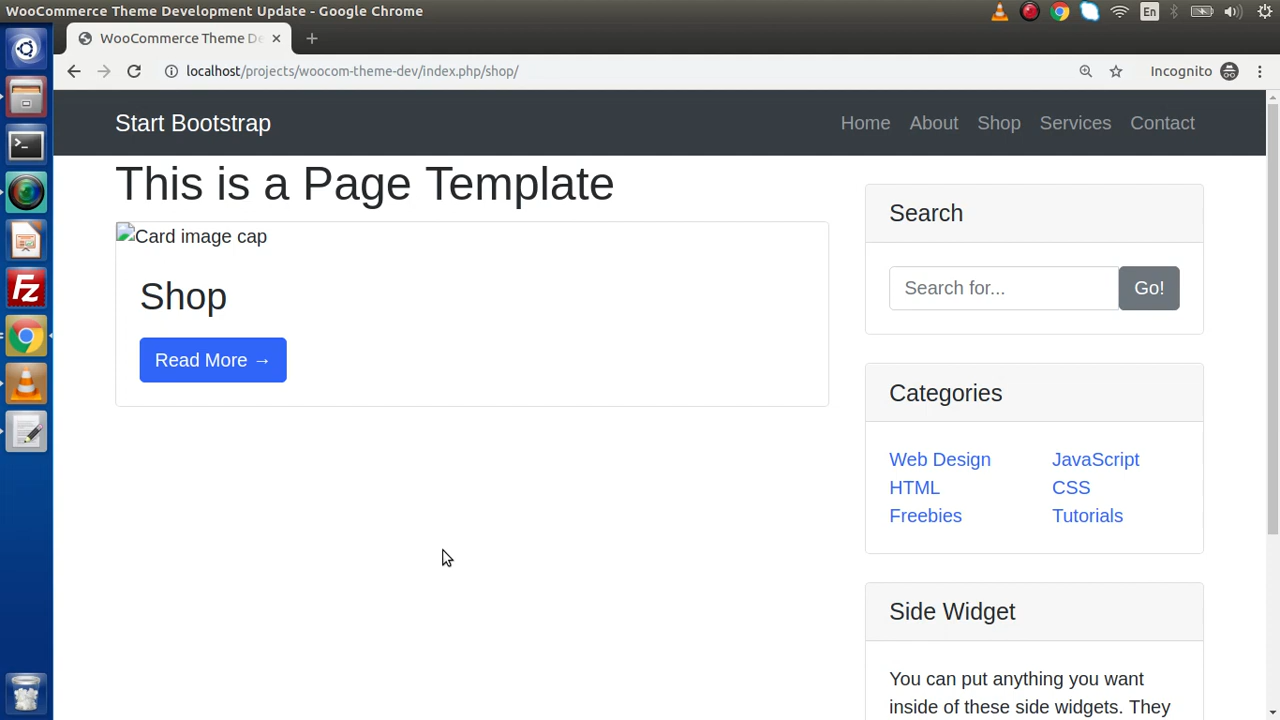 WooCommerce Theme Development Update - Google Chrome
En
WooCommerce Theme De
localhost/projects/woocom-theme-dev/index.php/shop/
Incognito
Start Bootstrap
Home About Shop Services Contact
This is a Page Template
Card image cap
Shop
Read More →
Search
Search for... Go!
Categories
Web Design JavaScript
HTML CSS
Freebies Tutorials
Side Widget
You can put anything you want
inside of these side widgets. They
Fz